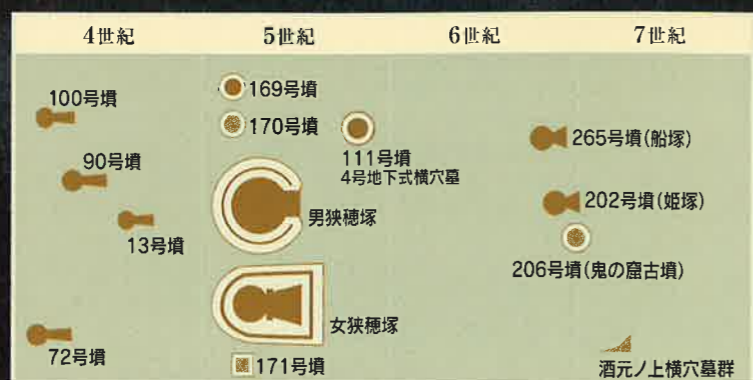 4世紀
5世紀
6世紀
7世紀
100号墳
90号墳
13号墳
72号墳
169号墳
170号墳
111号墳
4号地下式横穴墓
男狭穂塚
女狭穂塚
171号墳
265号墳(船塚)
202号墳(姫塚)
206号墳(鬼の窟古墳)
酒元ノ上横穴墓群